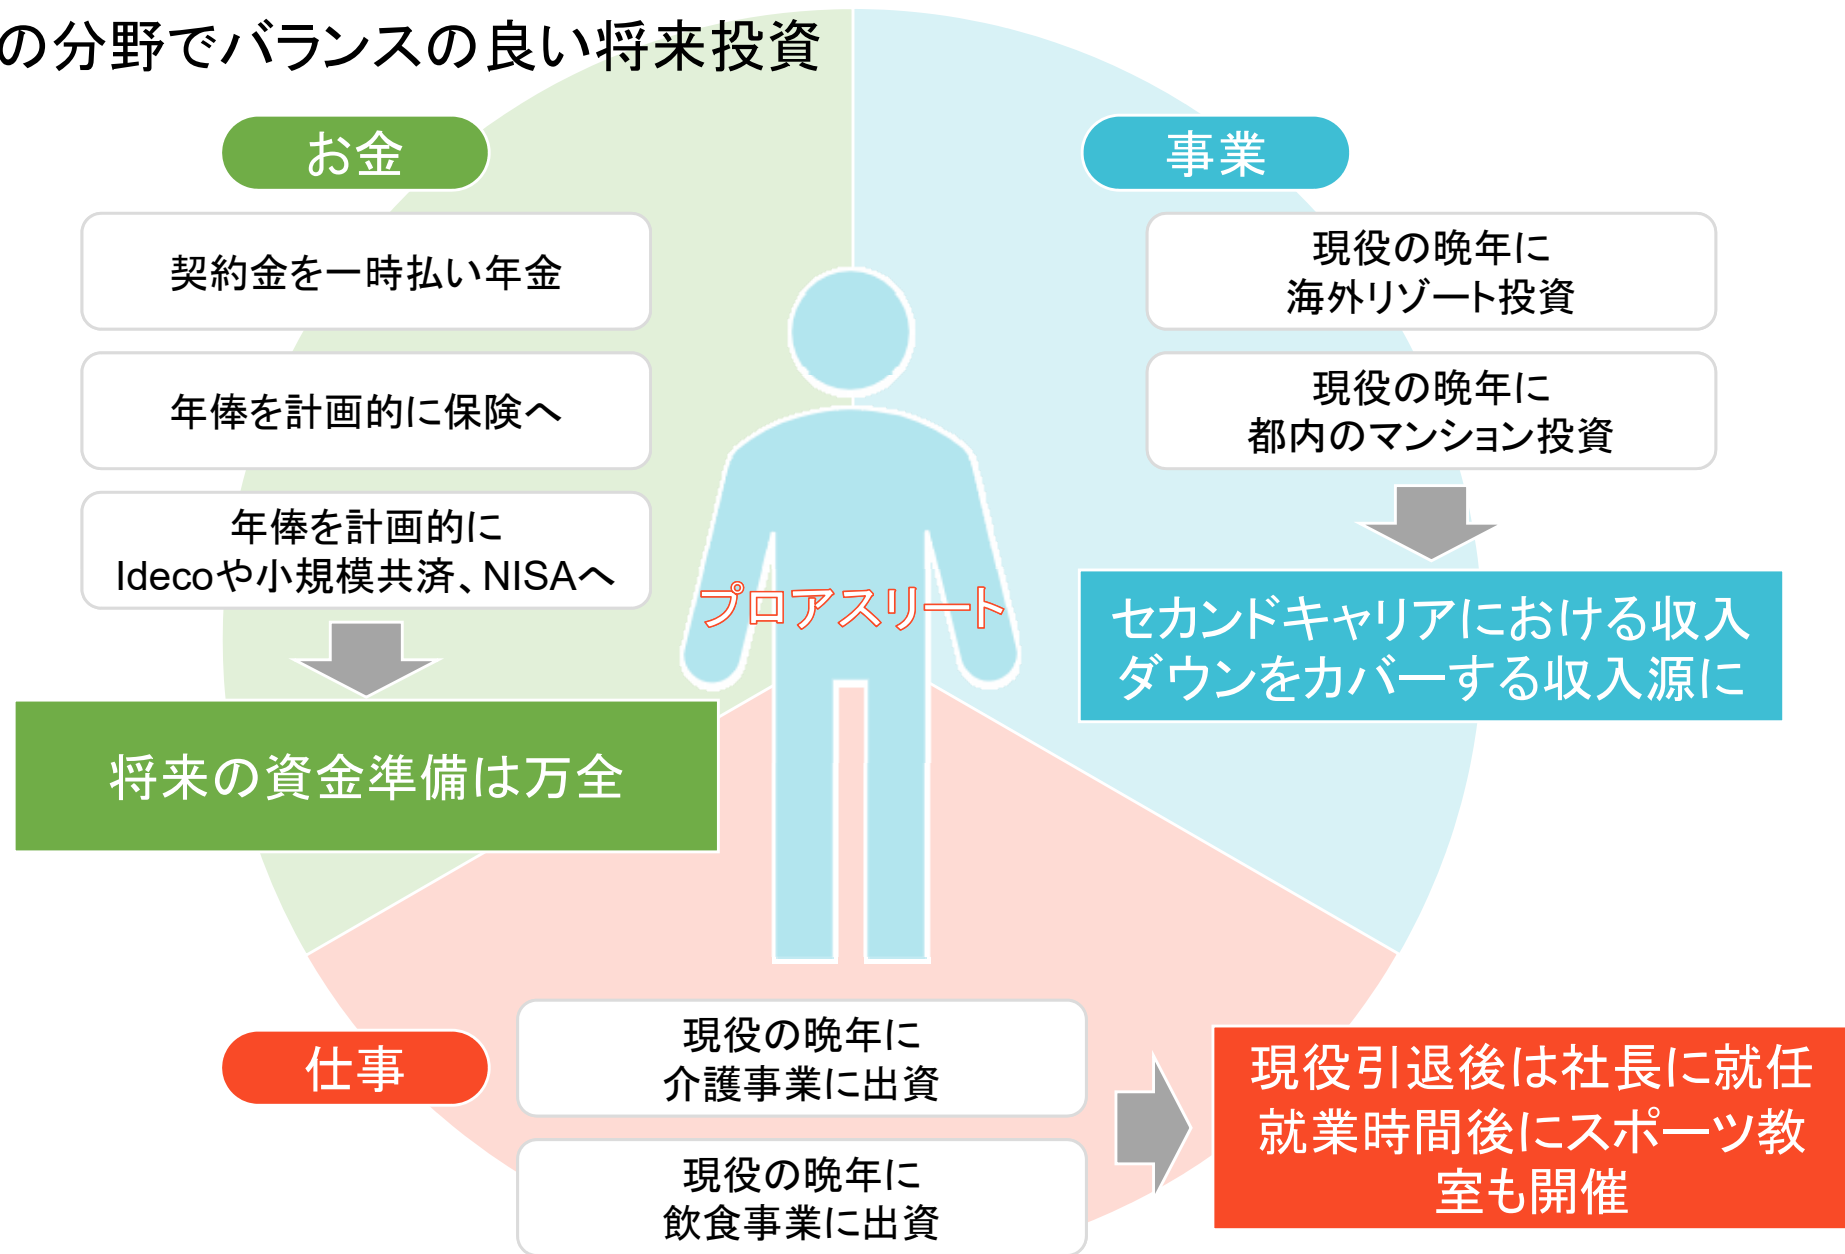 の分野でバランスの良い将来投資
お金
契約金を一時払い年金
年俸を計画的に保険へ
年俸を計画的に
Idecoや小規模共済、NISAへ
将来の資金準備は万全
事業
現役の晩年に
海外リゾート投資
現役の晩年に
都内のマンション投資
セカンドキャリアにおける収入
ダウンをカバーする収入源に
プロアスリート
仕事
現役の晩年に
介護事業に出資
現役の晩年に
飲食事業に出資
現役引退後は社長に就任
就業時間後にスポーツ教
室も開催